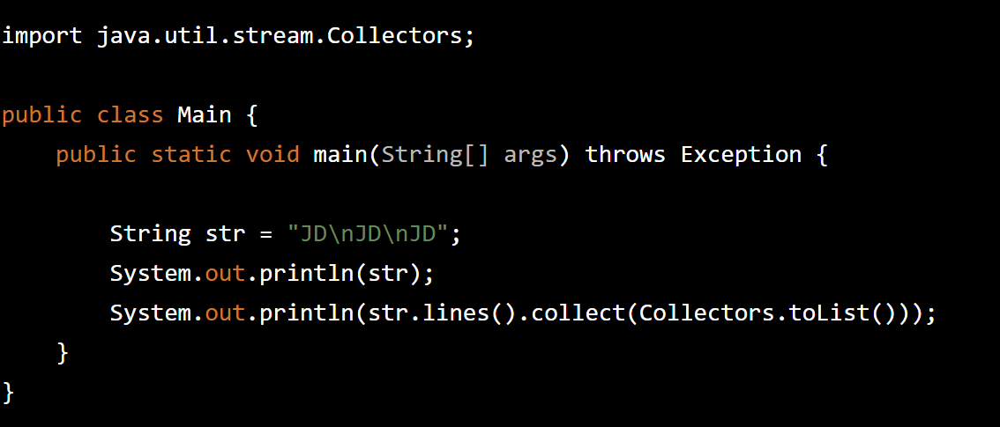 import java.util.stream.Collectors;
public class Main {
    public static void main(String[] args) throws Exception {
        String str = "JD\nJD\nJD";
        System.out.println(str);
        System.out.println(str.lines().collect(Collectors.toList()));
    }
}